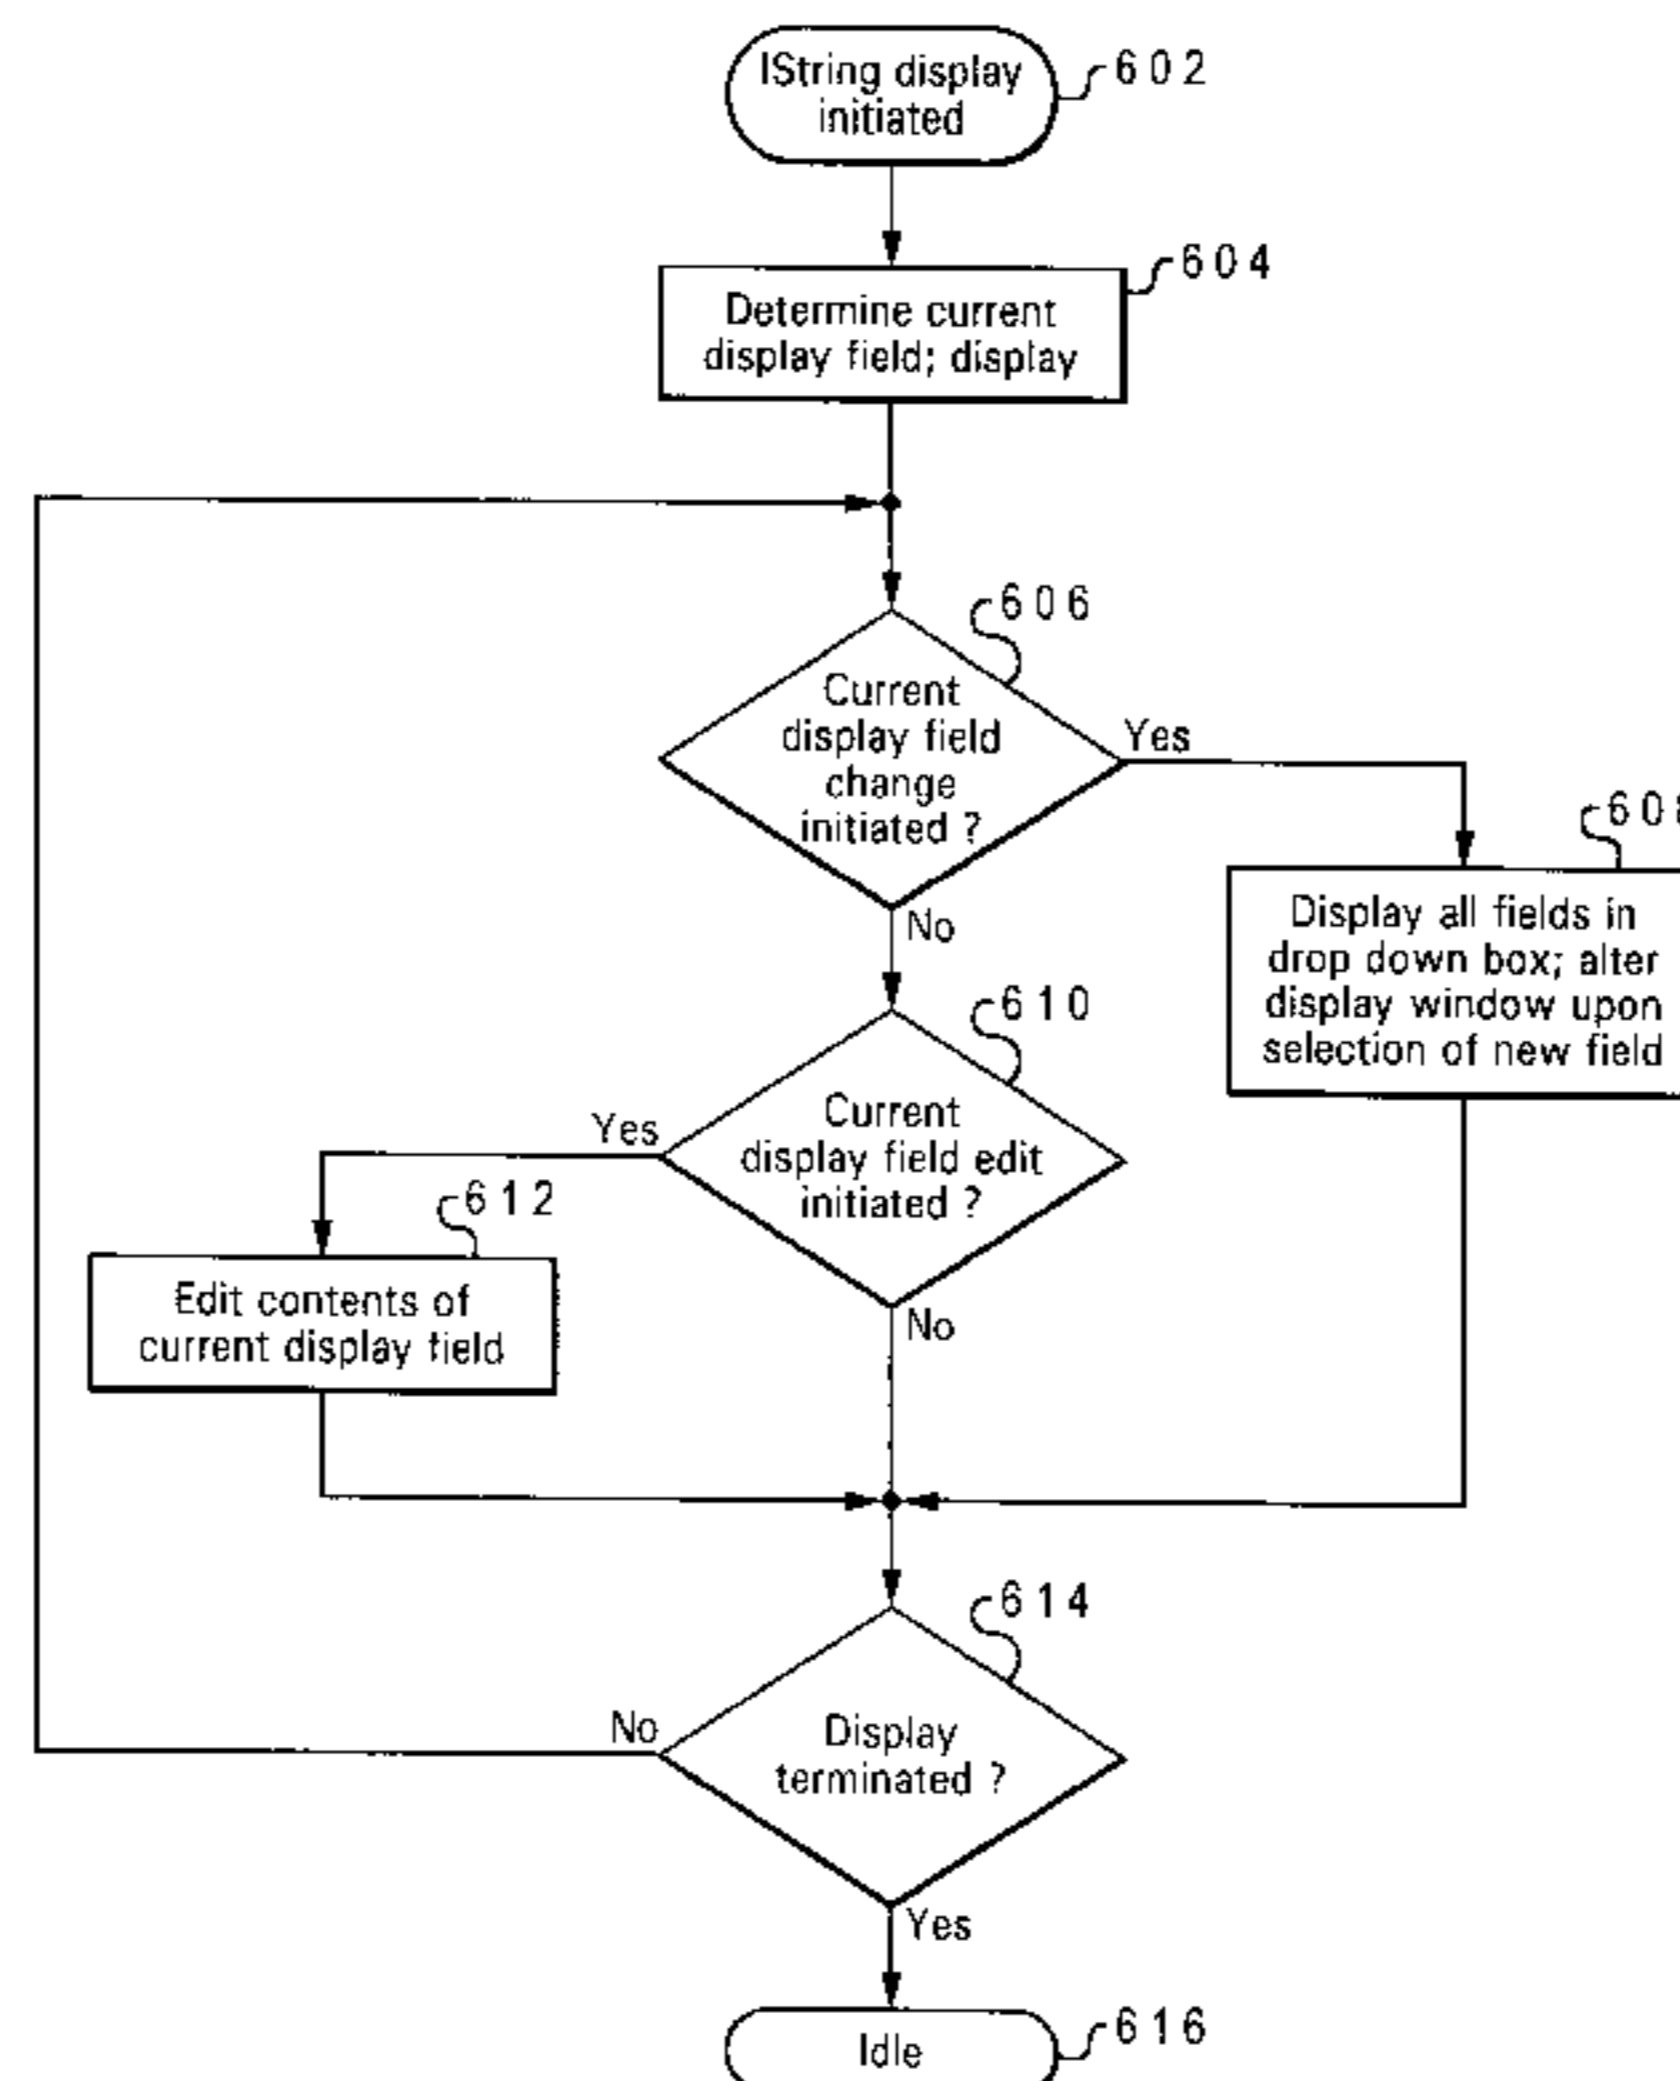 IString display
initiated
602
604
Determine current
display field; display
606
Current
display field
change
initiated ?
Yes
No
Display all fields in
drop down box; alter
display window upon
selection of new field
610
Current
display field edit
initiated ?
Yes
No
612
Edit contents of
current display field
614
Display
terminated ?
No
Yes
Idle
616